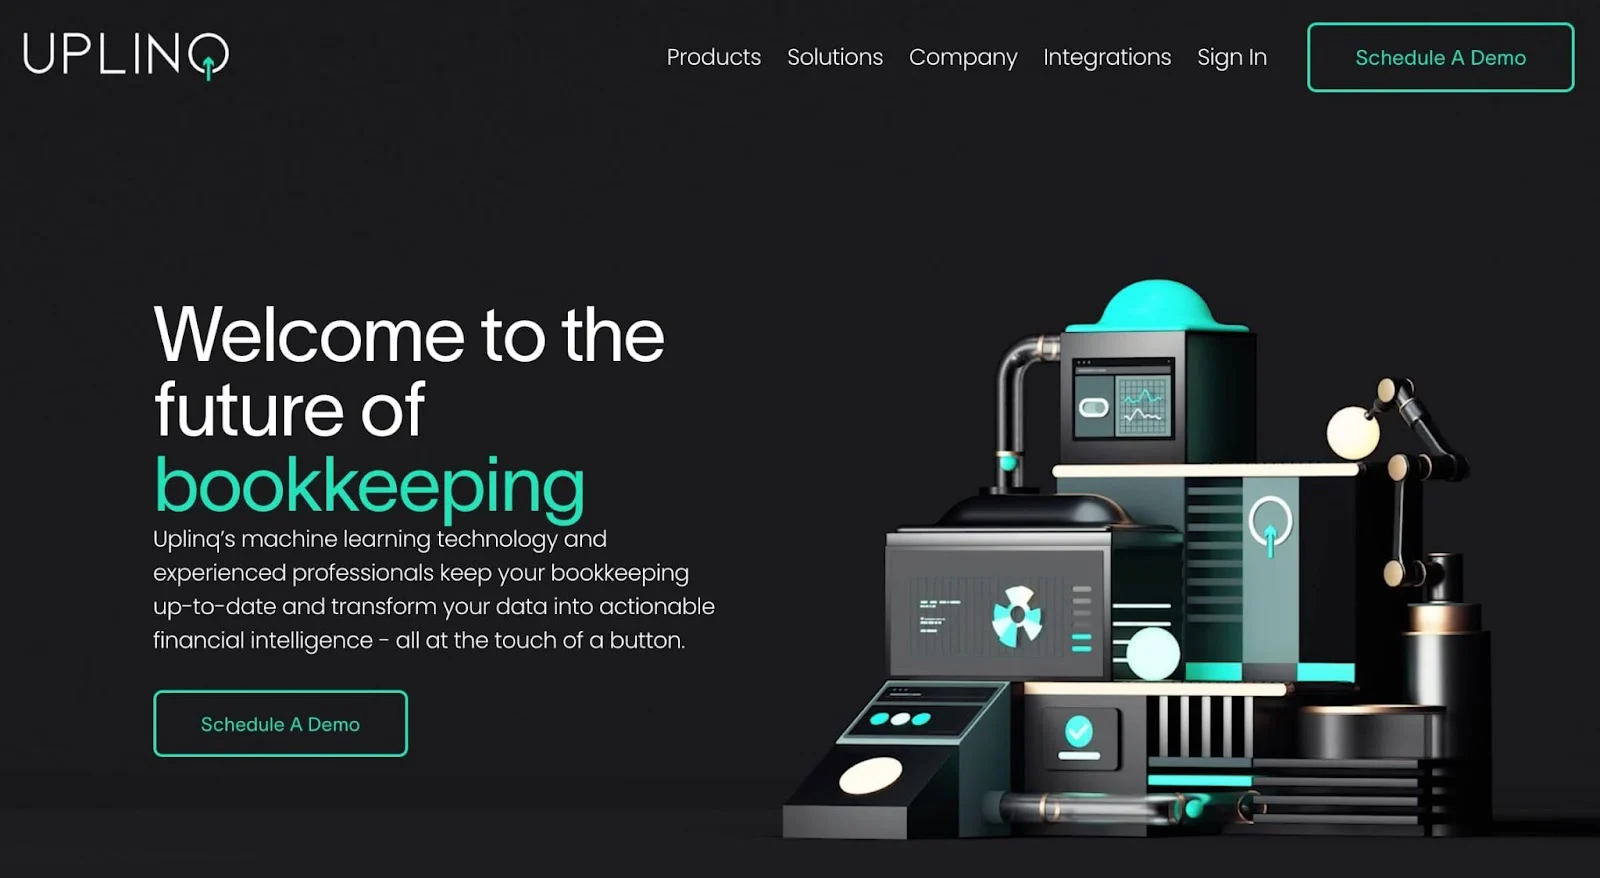 UPLINQ
Products
Solutions
Company
Integrations
Sign In
Schedule A Demo
Welcome to the
future of
bookkeeping
Uplinq’s machine learning technology and
experienced professionals keep your bookkeeping
up-to-date and transform your data into actionable
financial intelligence - all at the touch of a button.
Schedule A Demo